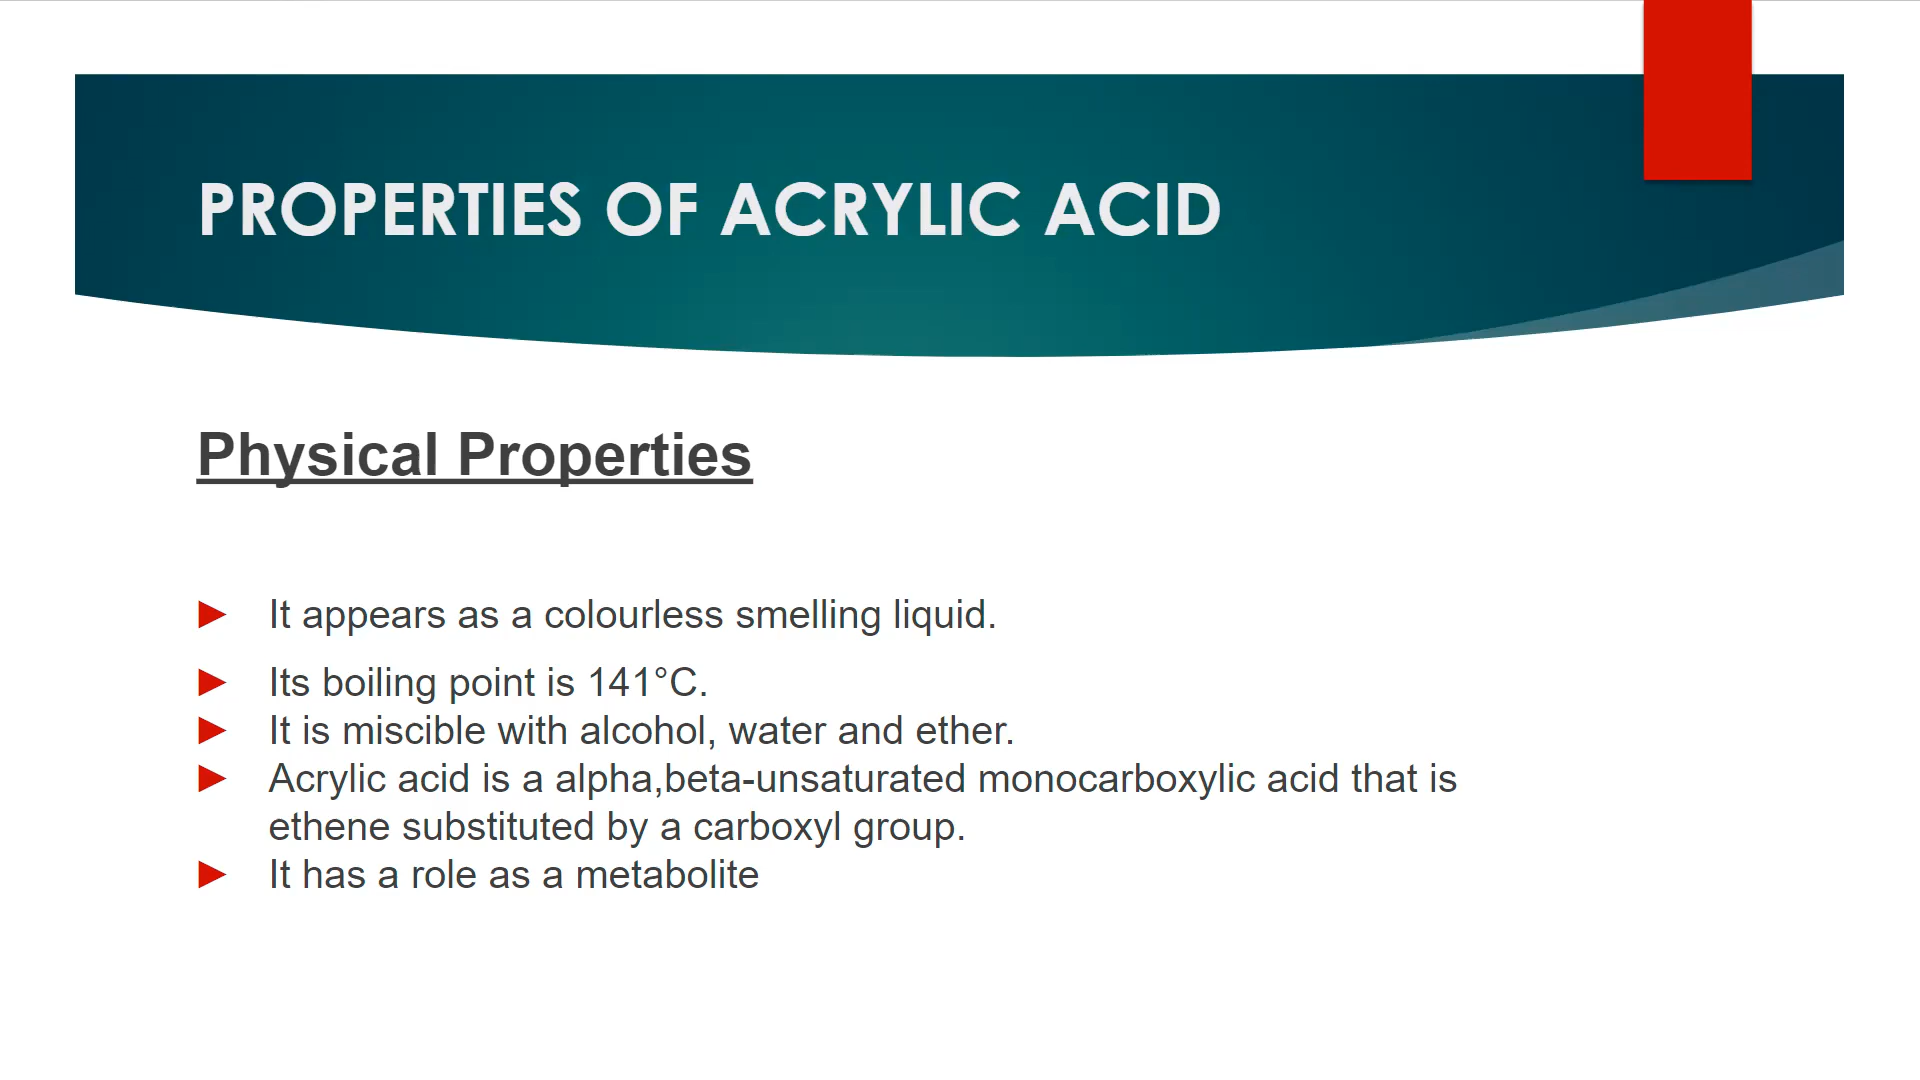 PROPERTIES OF ACRYLIC ACID
Physical Properties
It appears as a colourless smelling liquid.
Its boiling point is 141°C.
It is miscible with alcohol, water and ether.
Acrylic acid is a alpha,beta-unsaturated monocarboxylic acid that is
ethene substituted by a carboxyl group.
It has a role as a metabolite